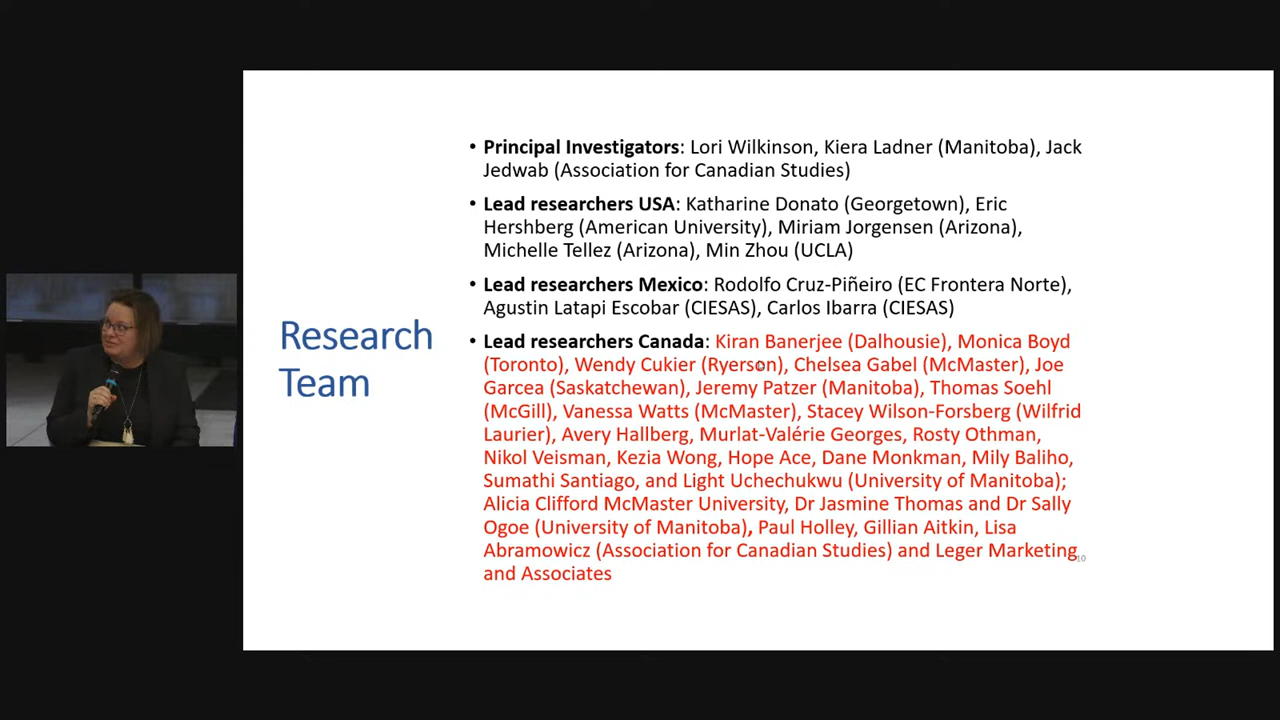 Research
Team
• Principal Investigators: Lori Wilkinson, Kiera Ladner (Manitoba), Jack
Jedwab (Association for Canadian Studies)
• Lead researchers USA: Katharine Donato (Georgetown), Eric
Hershberg (American University), Miriam Jorgensen (Arizona),
Michelle Tellez (Arizona), Min Zhou (UCLA)
• Lead researchers Mexico: Rodolfo Cruz-Piñeiro (EC Frontera Norte),
Agustin Latapi Escobar (CIESAS), Carlos Ibarra (CIESAS)
• Lead researchers Canada: Kiran Banerjee (Dalhousie), Monica Boyd
(Toronto), Wendy Cukier (Ryerson), Chelsea Gabel (McMaster), Joe
Garcea (Saskatchewan), Jeremy Patzer (Manitoba), Thomas Soehl
(McGill), Vanessa Watts (McMaster), Stacey Wilson-Forsberg (Wilfrid
Laurier), Avery Hallberg, Murlat-Valérie Georges, Rosty Othman,
Nikol Veisman, Kezia Wong, Hope Ace, Dane Monkman, Mily Baliho,
Sumathi Santiago, and Light Uchechukwu (University of Manitoba);
Alicia Clifford McMaster University, Dr Jasmine Thomas and Dr Sally
Ogoe (University of Manitoba), Paul Holley, Gillian Aitkin, Lisa
Abramowicz (Association for Canadian Studies) and Leger Marketing
and Associates
10